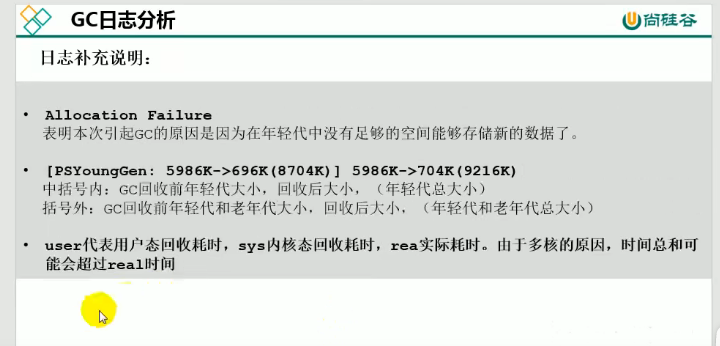 GC日志分析
尚硅谷
日志补充说明：
• Allocation Failure
表明本次引起GC的原因是因为在年轻代中没有足够的空间能够存储新的数据了。
• [PSYoungGen: 5986K->696K(8704K)] 5986K->704K(9216K)
中括号内：GC回收前年轻代大小，回收后大小，（年轻代总大小）
括号外：GC回收前年轻代和老年代大小，回收后大小，（年轻代和老年代总大小）
• user代表用户态回收耗时，sys内核态回收耗时，rea实际耗时。由于多核的原因，时间总和可
能会超过real时间